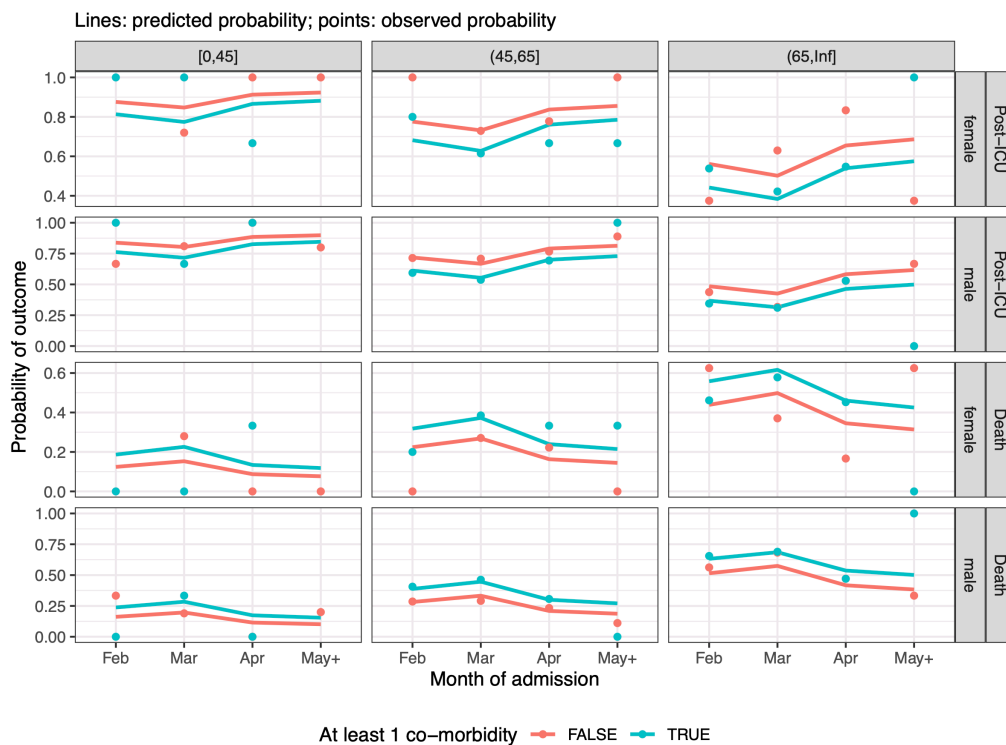 Lines: predicted probability; points: observed probability
[0,45] (45,65] (65,Inf]
1.0
0.8
0.6
0.4
female Post−ICU
1.00
0.75
0.50
0.25
0.00
male Post−ICU
0.6
0.4
0.2
0.0
female Death
1.00
0.75
0.50
0.25
0.00
male Death
Probability of outcome
Feb Mar Apr May+ Feb Mar Apr May+ Feb Mar Apr May+
Month of admission
At least 1 co−morbidity FALSE TRUE